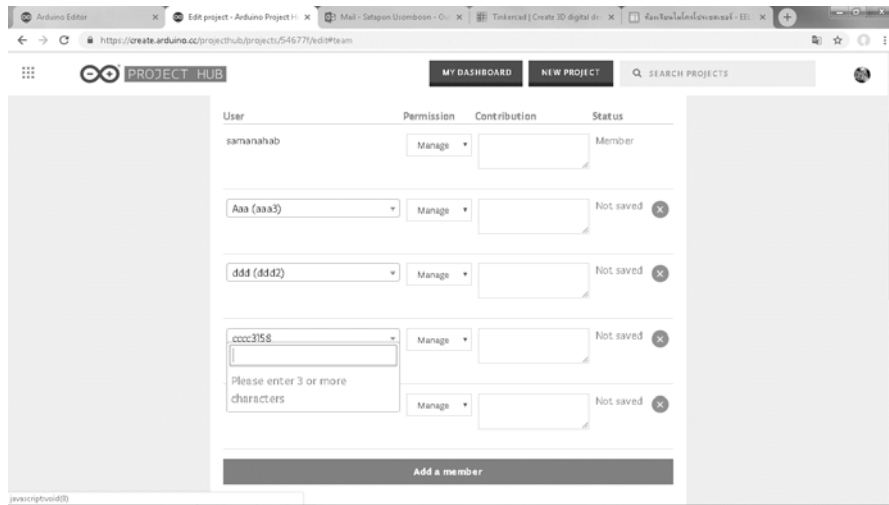 Arduino Editor
Edit project - Arduino Project H
Mail - Satapon Usomboon - Ou
Tinkercad | Create 3D digital de
https://create.arduino.cc/projecthub/projects/54677f/edit#team
PROJECT HUB
MY DASHBOARD
NEW PROJECT
SEARCH PROJECTS
User Permission Contribution Status
samanahab Manage Member
Aaa (aaa3) Manage Not saved
ddd (ddd2) Manage Not saved
cccc3158 Manage Not saved
Please enter 3 or more
characters
Manage Not saved
Add a member
javascript:void(0)